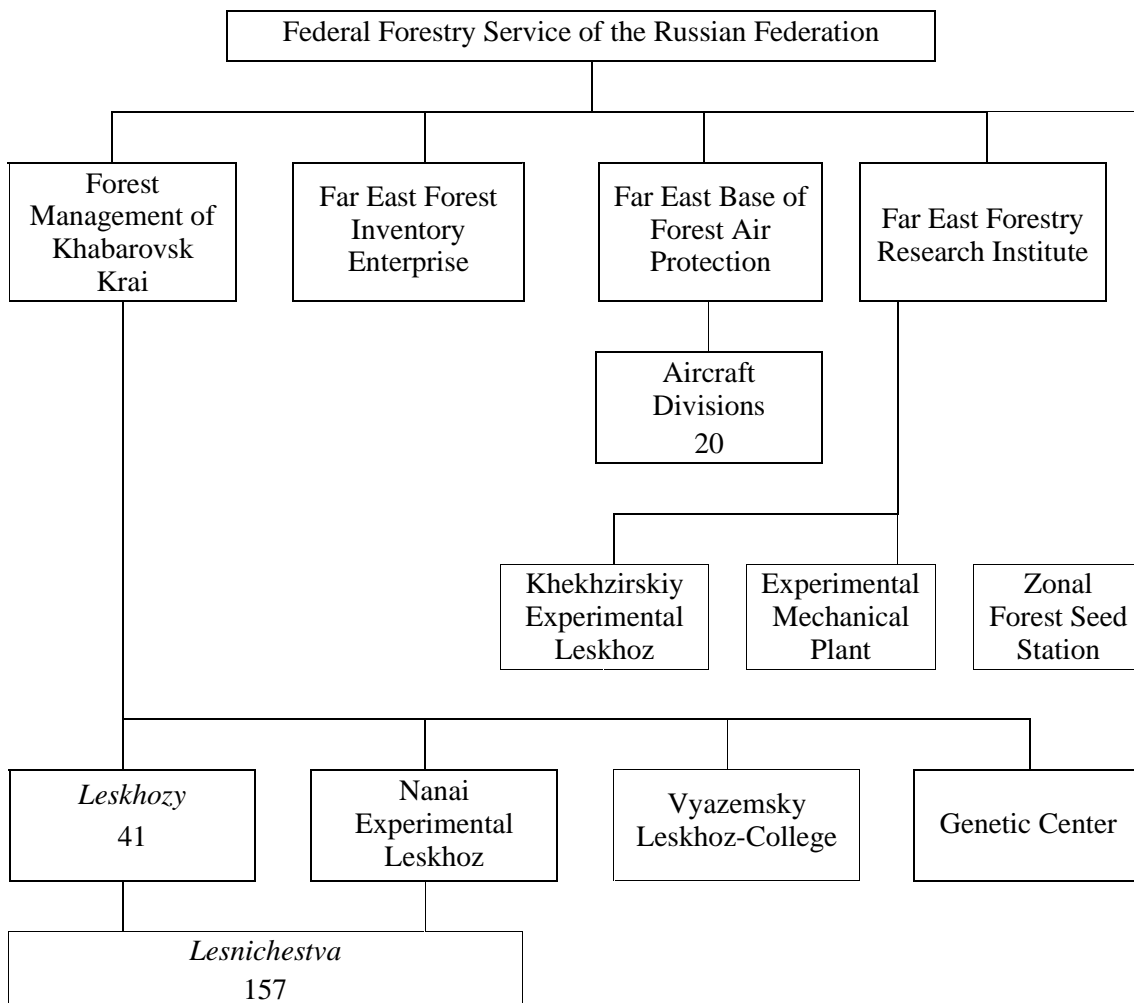 Federal Forestry Service of the Russian Federation
Forest
Management of
Khabarovsk
Krai
Far East Forest
Inventory
Enterprise
Far East Base of
Forest Air
Protection
Far East Forestry
Research Institute
Aircraft
Divisions
20
Khekhzirskiy
Experimental
Leskhoz
Experimental
Mechanical
Plant
Zonal
Forest Seed
Station
Leskhozy
41
Nanai
Experimental
Leskhoz
Vyazemsky
Leskhoz-College
Genetic Center
Lesnichestva
157